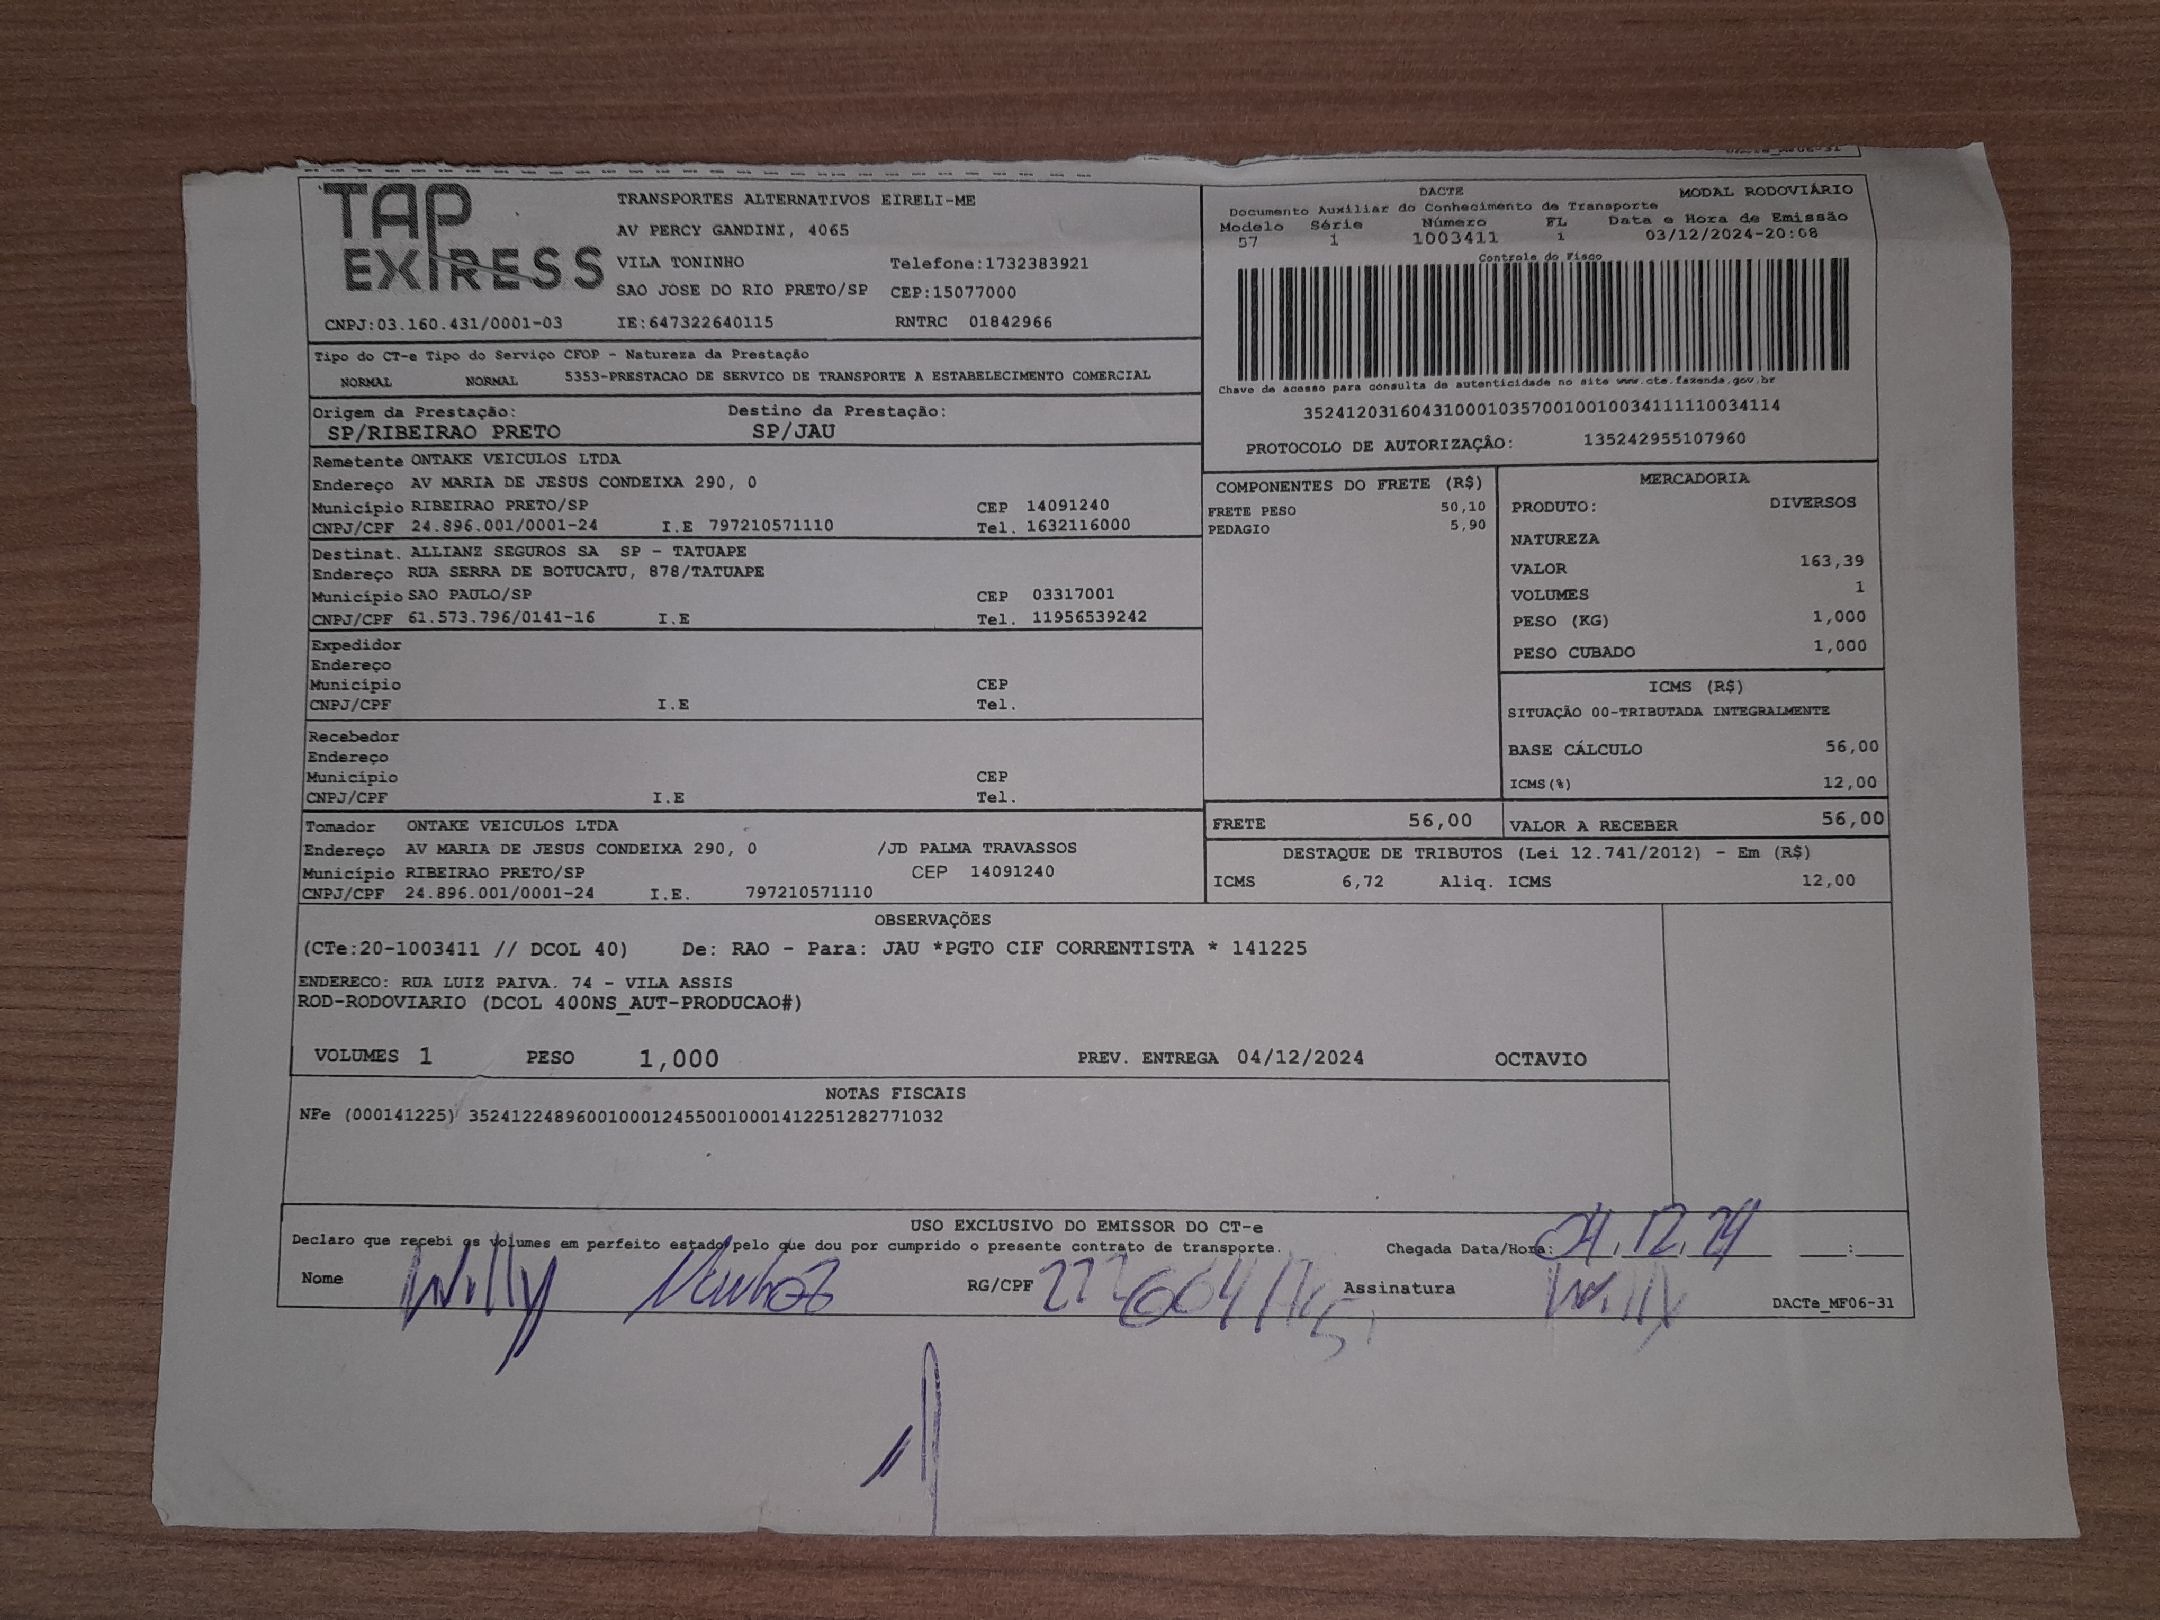 TAP EXPRESS
TRANSPORTES ALTERNATIVOS EIRELI-ME
AV PERCY GANDINI, 4065
VILA TONINHO Telefone:1732383921
SAO JOSE DO RIO PRETO/SP CEP:15077000
CNPJ:03.160.431/0001-03 IE:647322640115 RNTRC 01842966
DACTE MODAL RODOVIÁRIO
Documento Auxiliar do Conhecimento de Transporte
Modelo Série Número FL Data e Hora de Emissão
57 1 1003411 1 03/12/2024-20:08
Controle do Fisco
Chave de acesso para consulta de autenticidade no site www.cte.fazenda.gov.br
35241203160431000103570010010034111110034114
PROTOCOLO DE AUTORIZAÇÂO: 135242955107960
Tipo do CT-e Tipo do Serviço CFOP - Natureza da Prestação
NORMAL NORMAL 5353-PRESTACAO DE SERVICO DE TRANSPORTE A ESTABELECIMENTO COMERCIAL
Origem da Prestação: Destino da Prestação:
SP/RIBEIRAO PRETO SP/JAU
Remetente ONTAKE VEICULOS LTDA
Endereço AV MARIA DE JESUS CONDEIXA 290, 0
Município RIBEIRAO PRETO/SP CEP 14091240
CNPJ/CPF 24.896.001/0001-24 I.E 797210571110 Tel. 1632116000
Destinat. ALLIANZ SEGUROS SA SP - TATUAPE
Endereço RUA SERRA DE BOTUCATU, 878/TATUAPE
Município SAO PAULO/SP CEP 03317001
CNPJ/CPF 61.573.796/0141-16 I.E Tel. 11956539242
Expedidor
Endereço
Município CEP
CNPJ/CPF I.E Tel.
Recebedor
Endereço
Município CEP
CNPJ/CPF I.E Tel.
Tomador ONTAKE VEICULOS LTDA
Endereço AV MARIA DE JESUS CONDEIXA 290, 0 /JD PALMA TRAVASSOS
Município RIBEIRAO PRETO/SP CEP 14091240
CNPJ/CPF 24.896.001/0001-24 I.E. 797210571110
COMPONENTES DO FRETE (R$)
FRETE PESO 50,10
PEDAGIO 5,90
MERCADORIA
PRODUTO: DIVERSOS
NATUREZA
VALOR 163,39
VOLUMES 1
PESO (KG) 1,000
PESO CUBADO 1,000
ICMS (R$)
SITUAÇÃO 00-TRIBUTADA INTEGRALMENTE
BASE CÁLCULO 56,00
ICMS(%) 12,00
FRETE 56,00 VALOR A RECEBER 56,00
DESTAQUE DE TRIBUTOS (Lei 12.741/2012) - Em (R$)
ICMS 6,72 Aliq. ICMS 12,00
OBSERVAÇÕES
(CTe:20-1003411 // DCOL 40) De: RAO - Para: JAU *PGTO CIF CORRENTISTA * 141225
ENDERECO: RUA LUIZ PAIVA. 74 - VILA ASSIS
ROD-RODOVIARIO (DCOL 400NS_AUT-PRODUCAO#)
VOLUMES 1 PESO 1,000 PREV. ENTREGA 04/12/2024 OCTAVIO
NOTAS FISCAIS
NFe (000141225) 35241224896001000124550010001412251282771032
USO EXCLUSIVO DO EMISSOR DO CT-e
Declaro que recebi os volumes em perfeito estado pelo que dou por cumprido o presente contrato de transporte. Chegada Data/Hora: 04.12.24 :
Nome Willy RG/CPF Assinatura Willy
DACTe_MF06-31